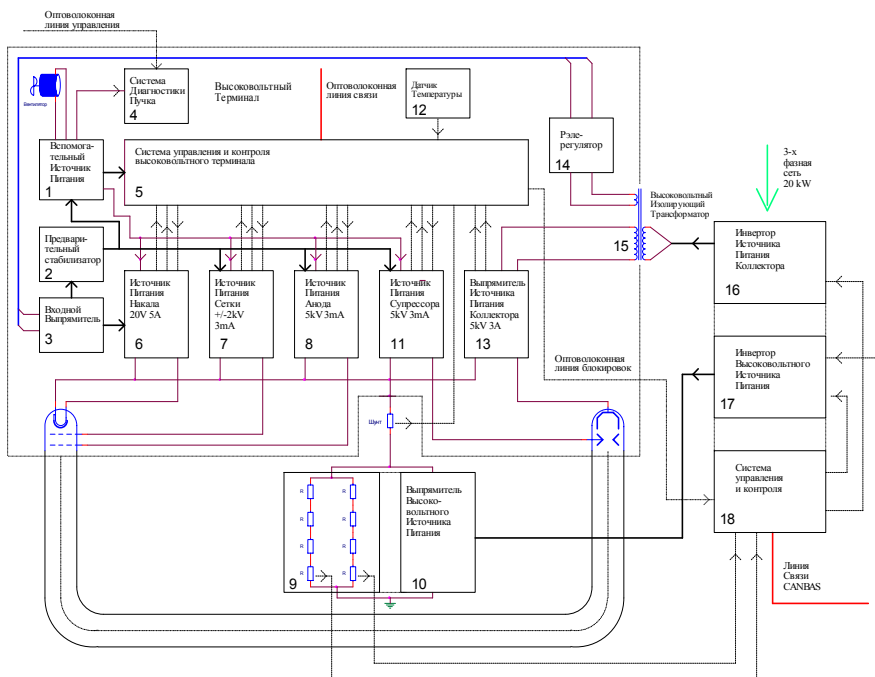 Оптоволоконная
линия управления
Система
Диагностики
Пучка
4
Высоковольтный
Терминал
Оптоволоконная
линия связи
Датчик
Температуры
12
Вентилятор
Вспомога-
тельный
Источник
Питания
1
Система управления и контроля
высоковольтного терминала
5
Рэле-
регулятор
14
3-х
фазная
сеть
20 kW
Высоковольтный
Изолирующий
Трансформатор
15
Инвертор
Источника
Питания
Коллектора
16
Предвари-
тельный
стабилизатор
2
Входной
Выпрямитель
3
Источник
Питания
Накала
20V 5A
6
Источник
Питания
Сетки
+/-2kV
3mA
7
Источник
Питания
Анода
5kV 3mA
8
Источник
Питания
Супрессора
5kV 3mA
11
Выпрямитель
Источника
Питания
Коллектора
5kV 3A
13
Оптоволоконная
линия блокировок
Инвертор
Высоковольтного
Источника
Питания
17
Шунт
Система
управления
и контроля
18
R
R
R
R
R
R
R
R
9
Выпрямитель
Высоко-
вольтного
Источника
Питания
10
Линия
Связи
CANBAS